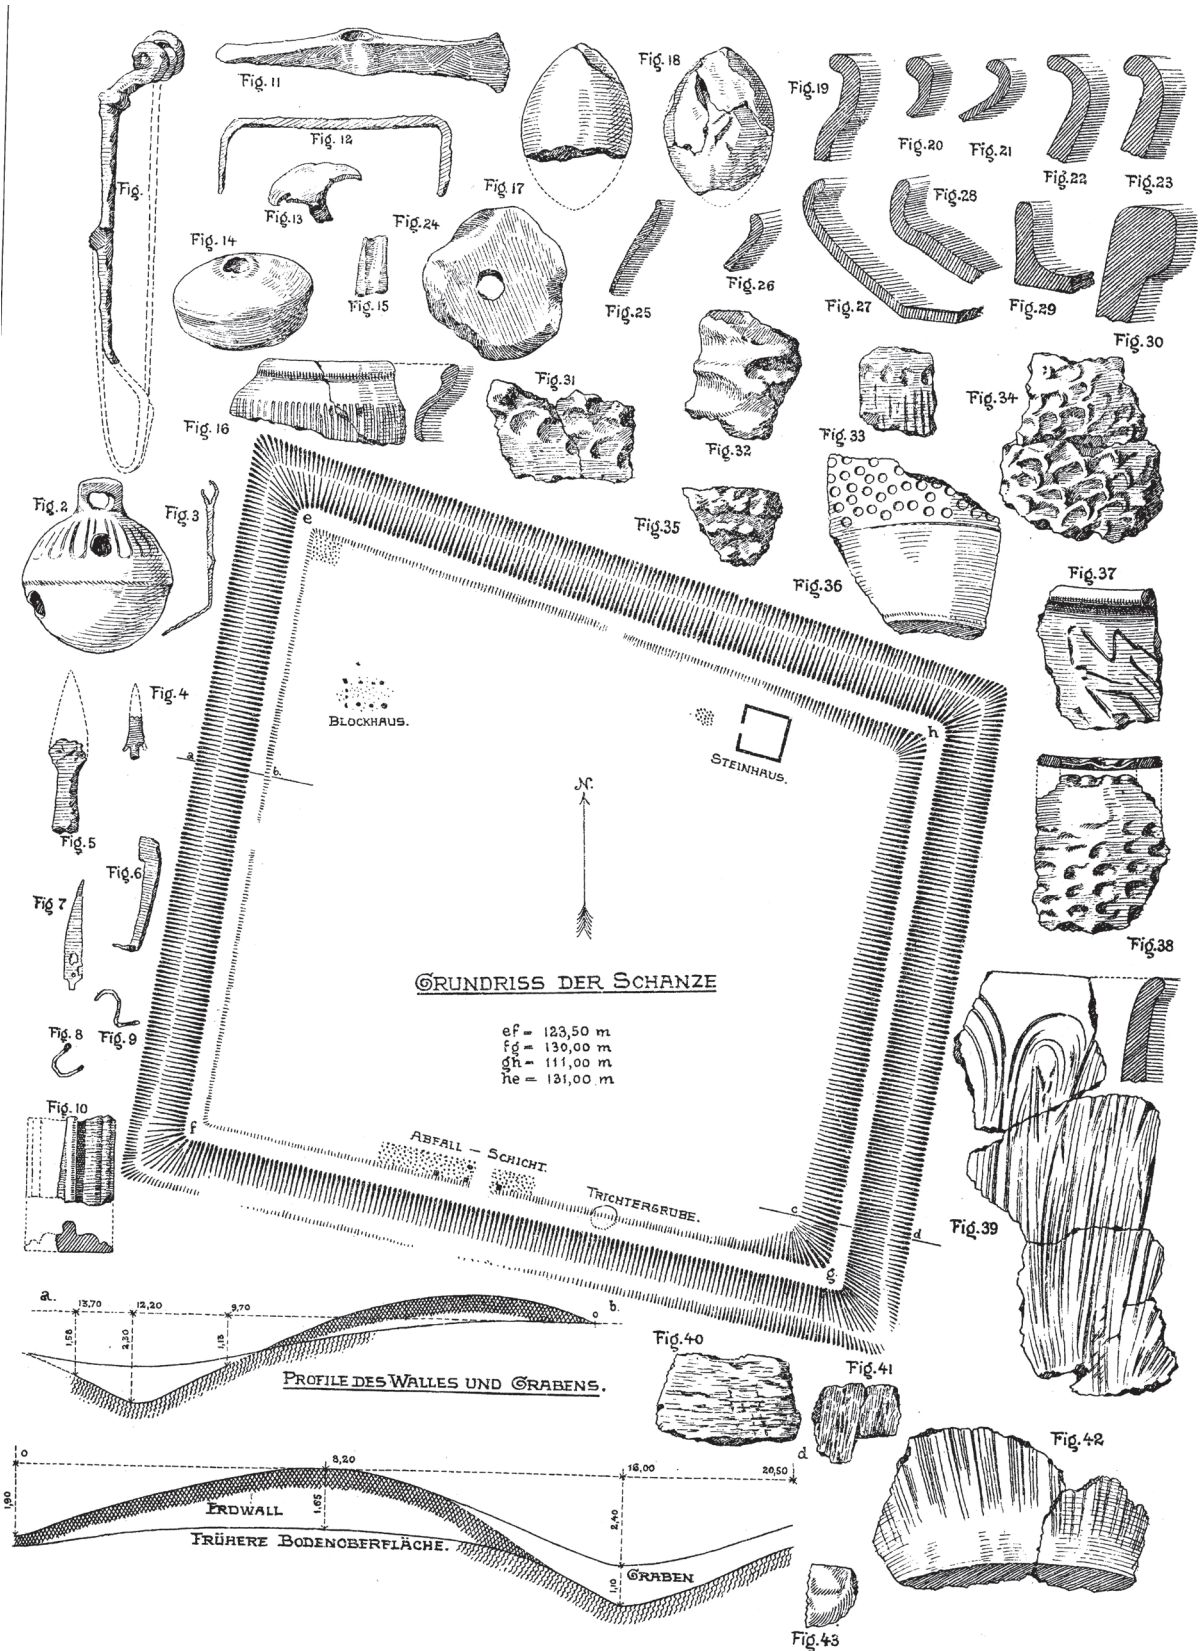 Fig.
Fig. 11
Fig. 12
Fig. 13
Fig. 14
Fig. 15
Fig. 16
Fig. 17
Fig. 18
Fig. 19
Fig. 20
Fig. 21
Fig. 22
Fig. 23
Fig. 24
Fig. 25
Fig. 26
Fig. 27
Fig. 28
Fig. 29
Fig. 30
Fig. 31
Fig. 32
Fig. 33
Fig. 34
Fig. 35
Fig. 36
Fig. 37
Fig. 38
Fig. 2
Fig. 3
Fig. 4
Fig. 5
Fig. 6
Fig 7
Fig. 8
Fig. 9
Fig. 10
e
h
BLOCKHAUS.
STEINHAUS.
a
b.
N.
GRUNDRISS DER SCHANZE
ef = 123,50 m
fg = 130,00 m
gh = 111,00 m
he = 131,00 m
f
ABFALL – SCHICHT.
TRICHTERGRUBE.
c
d
g
Fig. 39
a.
13,70
12,20
9,70
b.
0
1,58
2,30
1,13
PROFILE DES WALLES UND GRABENS.
Fig. 40
Fig. 41
Fig. 42
0
8,20
16,00
d
20,50
1,90
1,65
2,40
ERDWALL
FRÜHERE BODENOBERFLÄCHE.
GRABEN
1,10
Fig. 43